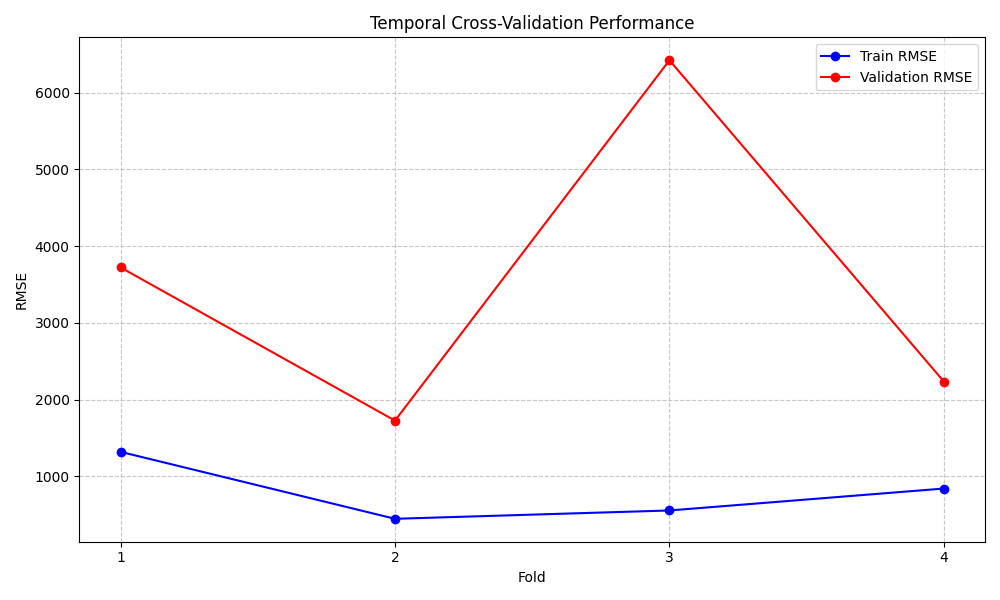 Temporal Cross-Validation Performance
Train RMSE
Validation RMSE
6000
5000
4000
3000
2000
1000
RMSE
1
2
3
4
Fold